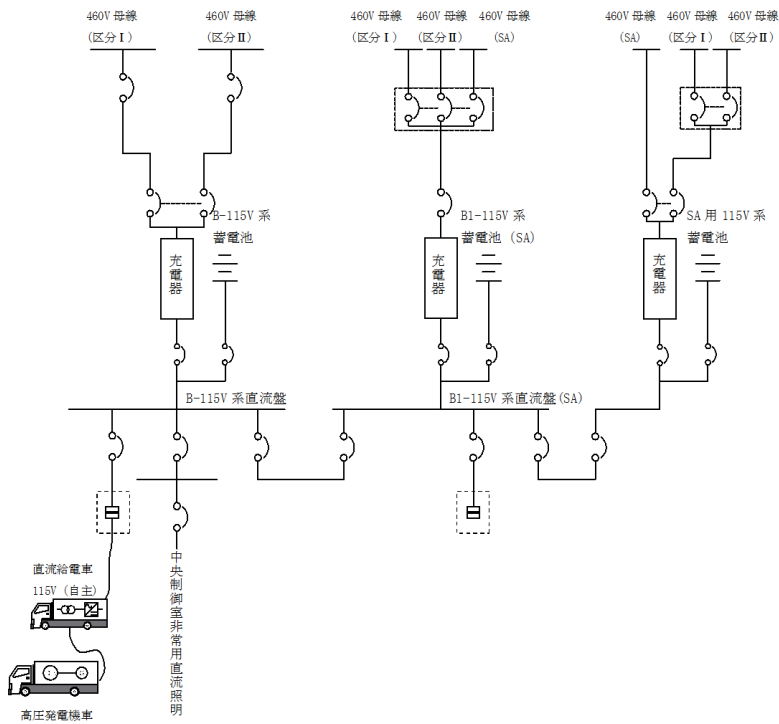 460V 母線
(区分Ⅰ)
460V 母線
(区分Ⅱ)
460V 母線
(区分Ⅰ)
460V 母線
(区分Ⅱ)
460V 母線
(SA)
460V 母線
(SA)
460V 母線
(区分Ⅰ)
460V 母線
(区分Ⅱ)
B-115V 系
蓄電池
充電器
B1-115V 系
蓄電池 (SA)
充電器
SA 用 115V 系
蓄電池
充電器
B-115V 系直流盤
B1-115V 系直流盤(SA)
中央制御室非常用直流照明
直流給電車
115V (自主)
高圧発電機車